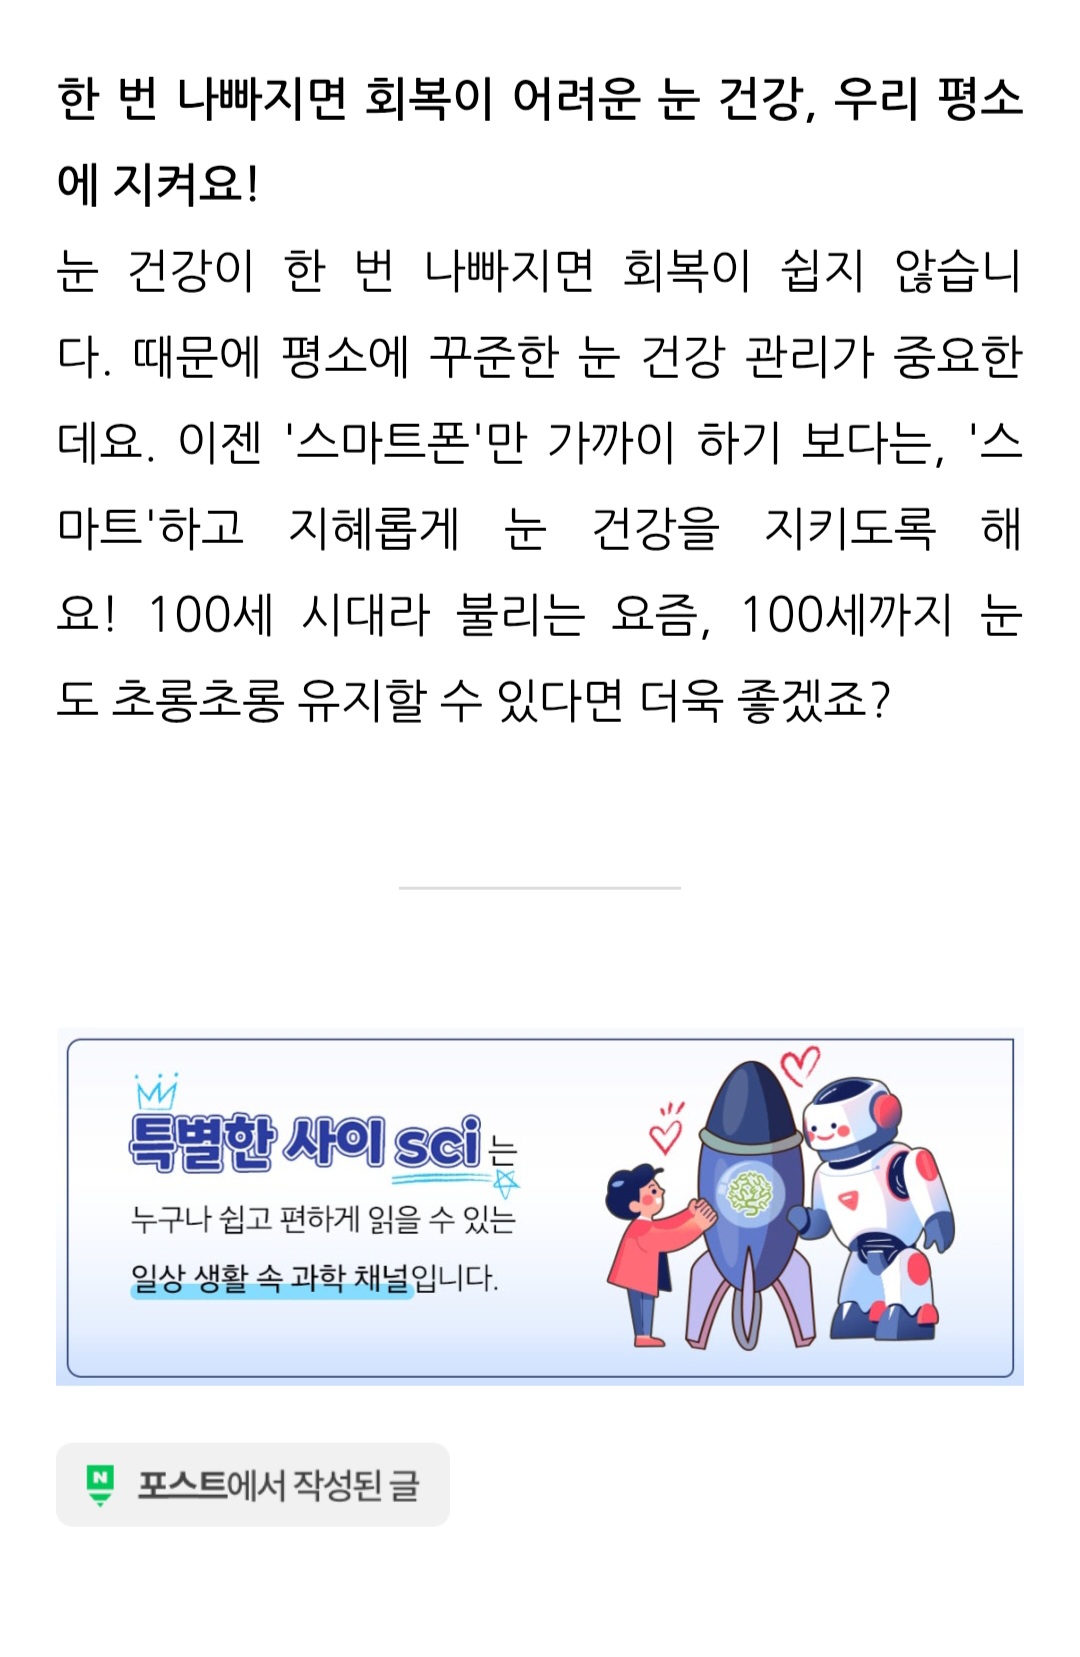 한 번 나빠지면 회복이 어려운 눈 건강, 우리 평소
에 지켜요!
눈 건강이 한 번 나빠지면 회복이 쉽지 않습니
다. 때문에 평소에 꾸준한 눈 건강 관리가 중요한
데요. 이젠 '스마트폰'만 가까이 하기 보다는, '스
마트'하고 지혜롭게 눈 건강을 지키도록 해
요! 100세 시대라 불리는 요즘, 100세까지 눈
도 초롱초롱 유지할 수 있다면 더욱 좋겠죠?
특별한 사이 sci는
누구나 쉽고 편하게 읽을 수 있는
일상 생활 속 과학 채널입니다.
N 포스트에서 작성된 글